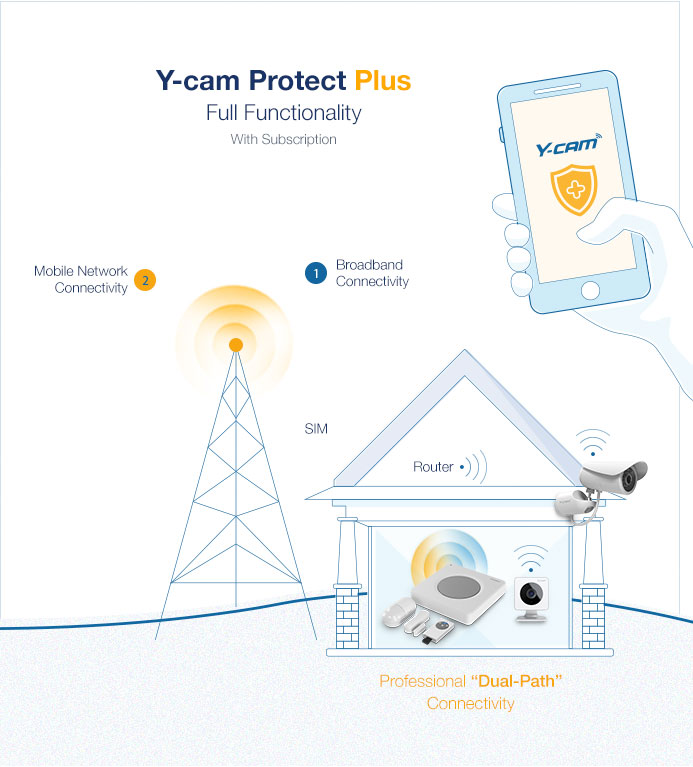 Y-cam Protect Plus
Full Functionality
With Subscription
Y-CAM
Mobile Network
Connectivity
2
1
Broadband
Connectivity
SIM
Router
Professional “Dual-Path”
Connectivity